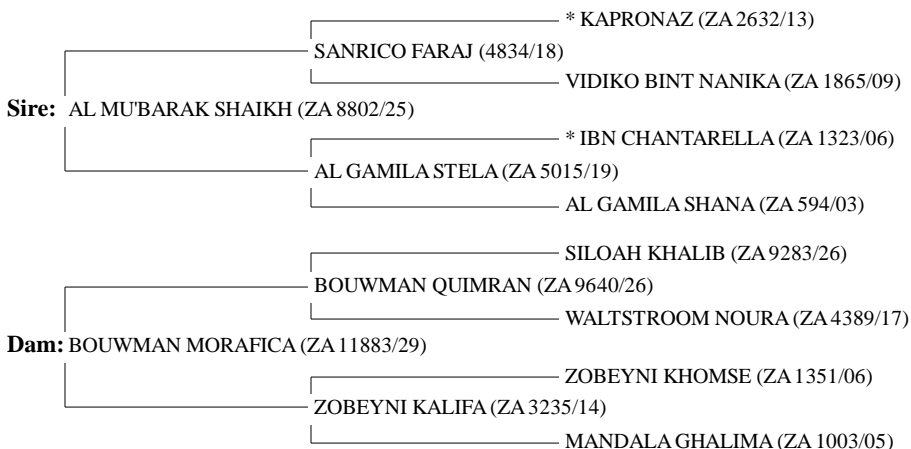 * KAPRONAZ (ZA 2632/13)
SANRICO FARAJ (4834/18)
VIDIKO BINT NANIKA (ZA 1865/09)
Sire: AL MU'BARAK SHAIKH (ZA 8802/25)
* IBN CHANTARELLA (ZA 1323/06)
AL GAMILA STELA (ZA 5015/19)
AL GAMILA SHANA (ZA 594/03)
SILOAH KHALIB (ZA 9283/26)
BOUWMAN QUIMRAN (ZA 9640/26)
WALTSTROOM NOURA (ZA 4389/17)
Dam: BOUWMAN MORAFICA (ZA 11883/29)
ZOBEYNI KHOMSE (ZA 1351/06)
ZOBEYNI KALIFA (ZA 3235/14)
MANDALA GHALIMA (ZA 1003/05)